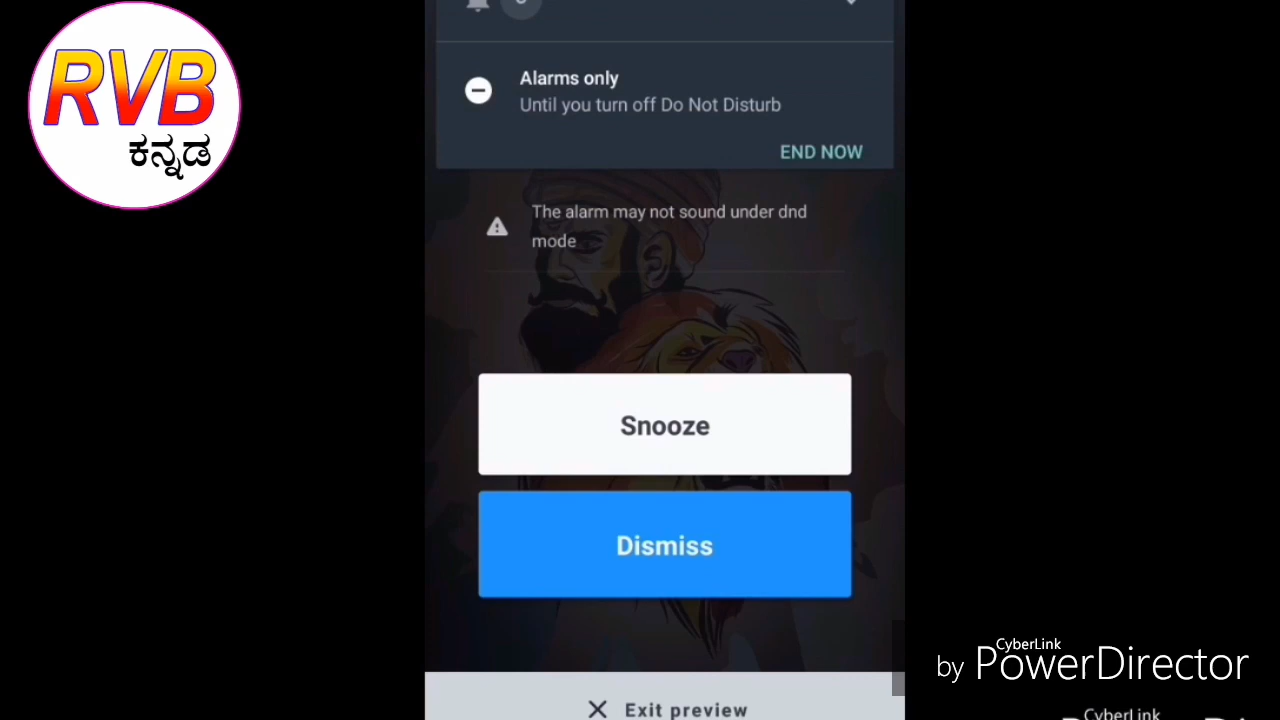 RVB
ಕನ್ನಡ
Alarms only
Until you turn off Do Not Disturb
END NOW
The alarm may not sound under dnd
mode
Snooze
Dismiss
Exit preview
CyberLink
by PowerDirector
CyberLink